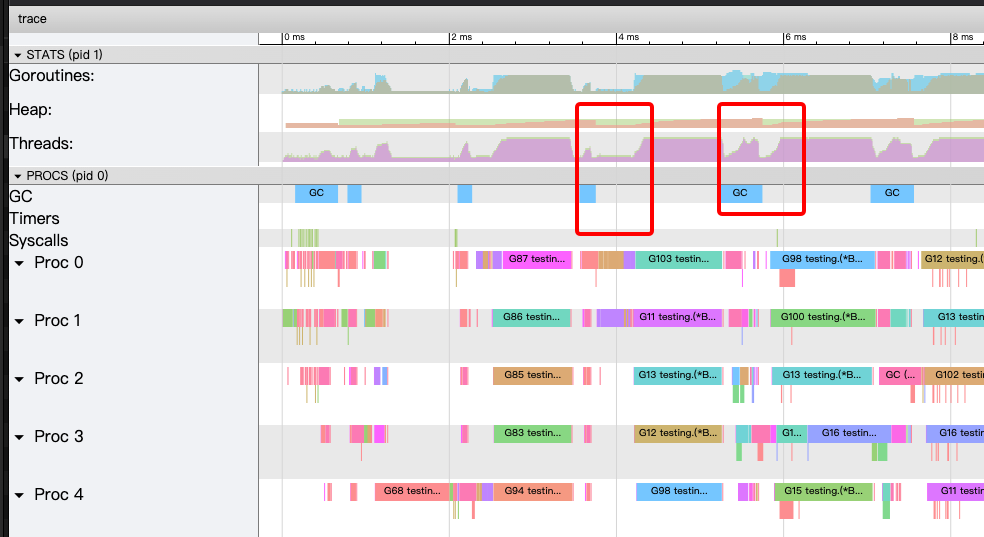 trace
0 ms 2 ms 4 ms 6 ms 8 ms
STATS (pid 1)
Goroutines:
Heap:
Threads:
PROCS (pid 0)
GC GC GC GC
Timers
Syscalls
Proc 0 G87 testin... G103 testin... G98 testing.(*B... G12 testing.(
Proc 1 G86 testin... G11 testing.(*B... G100 testing.(*B... G13 testin
Proc 2 G85 testin... G13 testing.(*B... G13 testing.(*B... GC (... G102 testin
Proc 3 G83 testin... G12 testing.(*B... G1... G16 testin... G16 testin
Proc 4 G68 testin... G94 testin... G98 testin... G15 testing.(*B... G11 testin